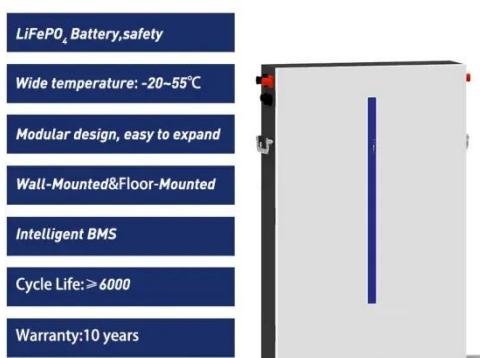 LiFePO₄ Battery,safety
Wide temperature: -20~55℃
Modular design, easy to expand
Wall-Mounted&Floor-Mounted
Intelligent BMS
Cycle Life:≥6000
Warranty:10 years